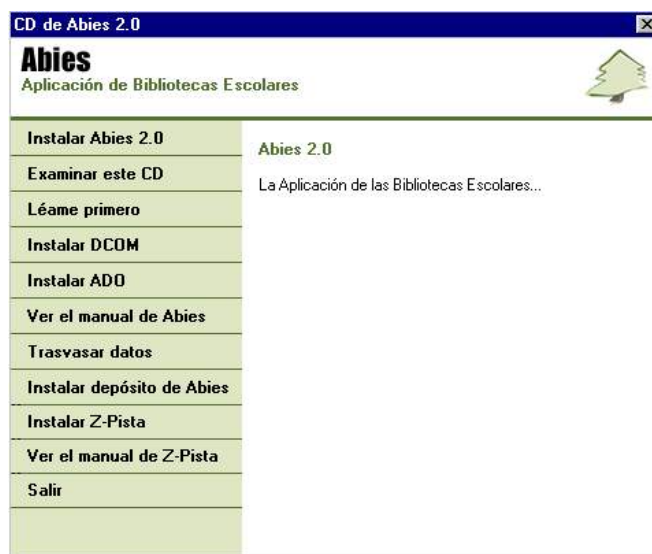 CD de Abies 2.0
Abies
Aplicación de Bibliotecas Escolares
Instalar Abies 2.0
Examinar este CD
Léame primero
Instalar DCOM
Instalar ADO
Ver el manual de Abies
Trasvasar datos
Instalar depósito de Abies
Instalar Z-Pista
Ver el manual de Z-Pista
Salir
Abies 2.0
La Aplicación de las Bibliotecas Escolares...